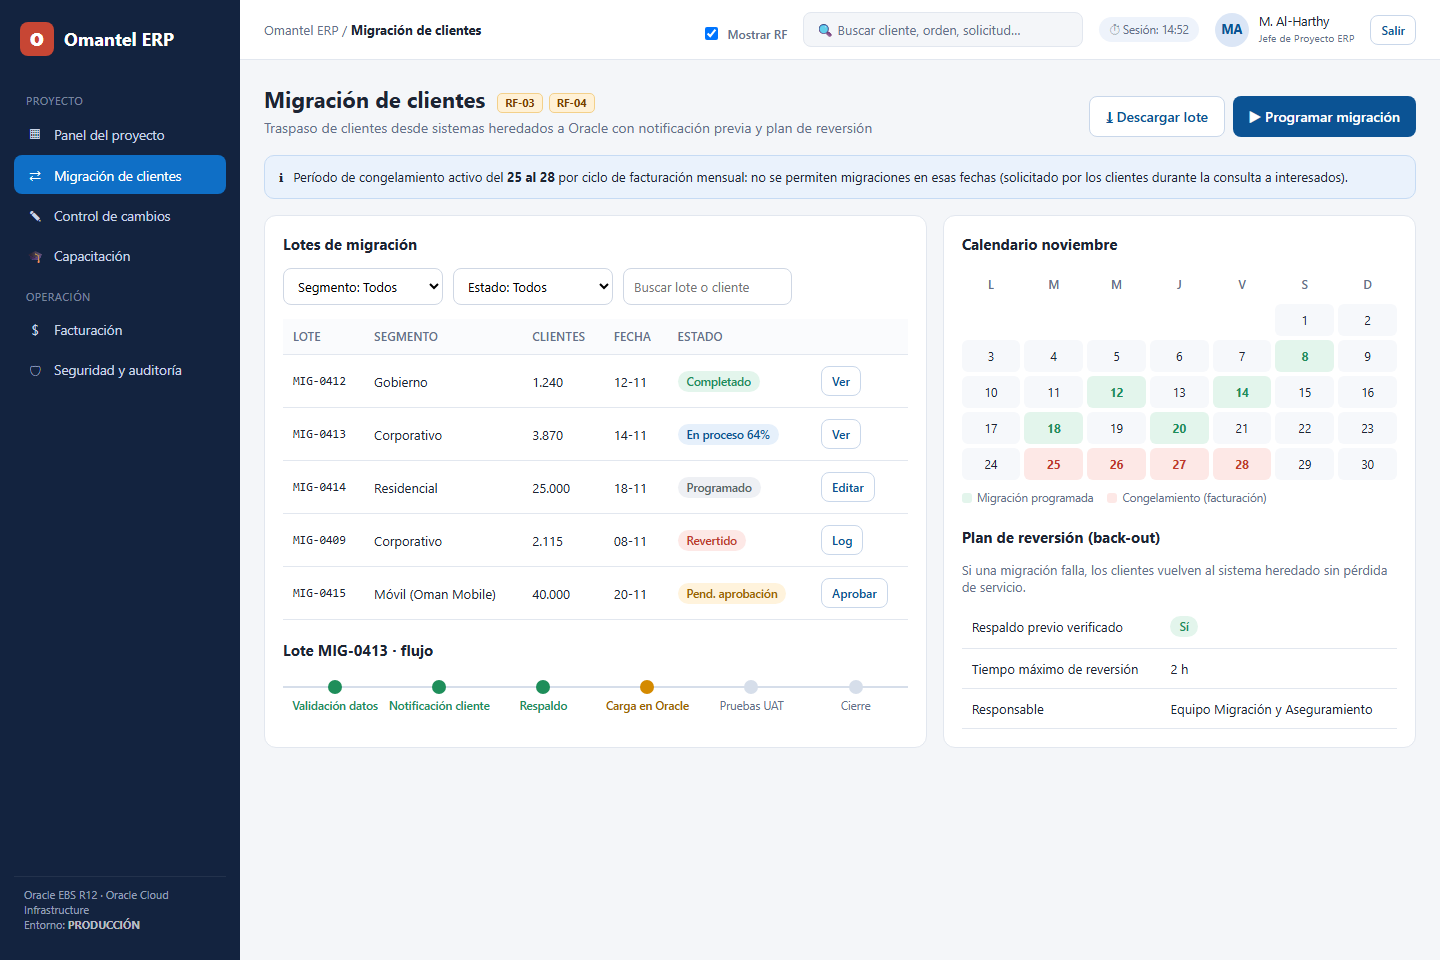 O Omantel ERP
PROYECTO
Panel del proyecto
Migración de clientes
Control de cambios
Capacitación
OPERACIÓN
$ Facturación
Seguridad y auditoría
Oracle EBS R12 · Oracle Cloud
Infrastructure
Entorno: PRODUCCIÓN
Omantel ERP / Migración de clientes
Mostrar RF
Buscar cliente, orden, solicitud...
Sesión: 14:52
MA
M. Al-Harthy
Jefe de Proyecto ERP
Salir
Migración de clientes RF-03 RF-04
Traspaso de clientes desde sistemas heredados a Oracle con notificación previa y plan de reversión
Descargar lote
Programar migración
Período de congelamiento activo del 25 al 28 por ciclo de facturación mensual: no se permiten migraciones en esas fechas (solicitado por los clientes durante la consulta a interesados).
Lotes de migración
Segmento: Todos
Estado: Todos
Buscar lote o cliente
LOTE SEGMENTO CLIENTES FECHA ESTADO
MIG-0412 Gobierno 1.240 12-11 Completado Ver
MIG-0413 Corporativo 3.870 14-11 En proceso 64% Ver
MIG-0414 Residencial 25.000 18-11 Programado Editar
MIG-0409 Corporativo 2.115 08-11 Revertido Log
MIG-0415 Móvil (Oman Mobile) 40.000 20-11 Pend. aprobación Aprobar
Lote MIG-0413 · flujo
Validación datos Notificación cliente Respaldo Carga en Oracle Pruebas UAT Cierre
Calendario noviembre
L M M J V S D
1 2
3 4 5 6 7 8 9
10 11 12 13 14 15 16
17 18 19 20 21 22 23
24 25 26 27 28 29 30
Migración programada Congelamiento (facturación)
Plan de reversión (back-out)
Si una migración falla, los clientes vuelven al sistema heredado sin pérdida
de servicio.
Respaldo previo verificado Sí
Tiempo máximo de reversión 2 h
Responsable Equipo Migración y Aseguramiento